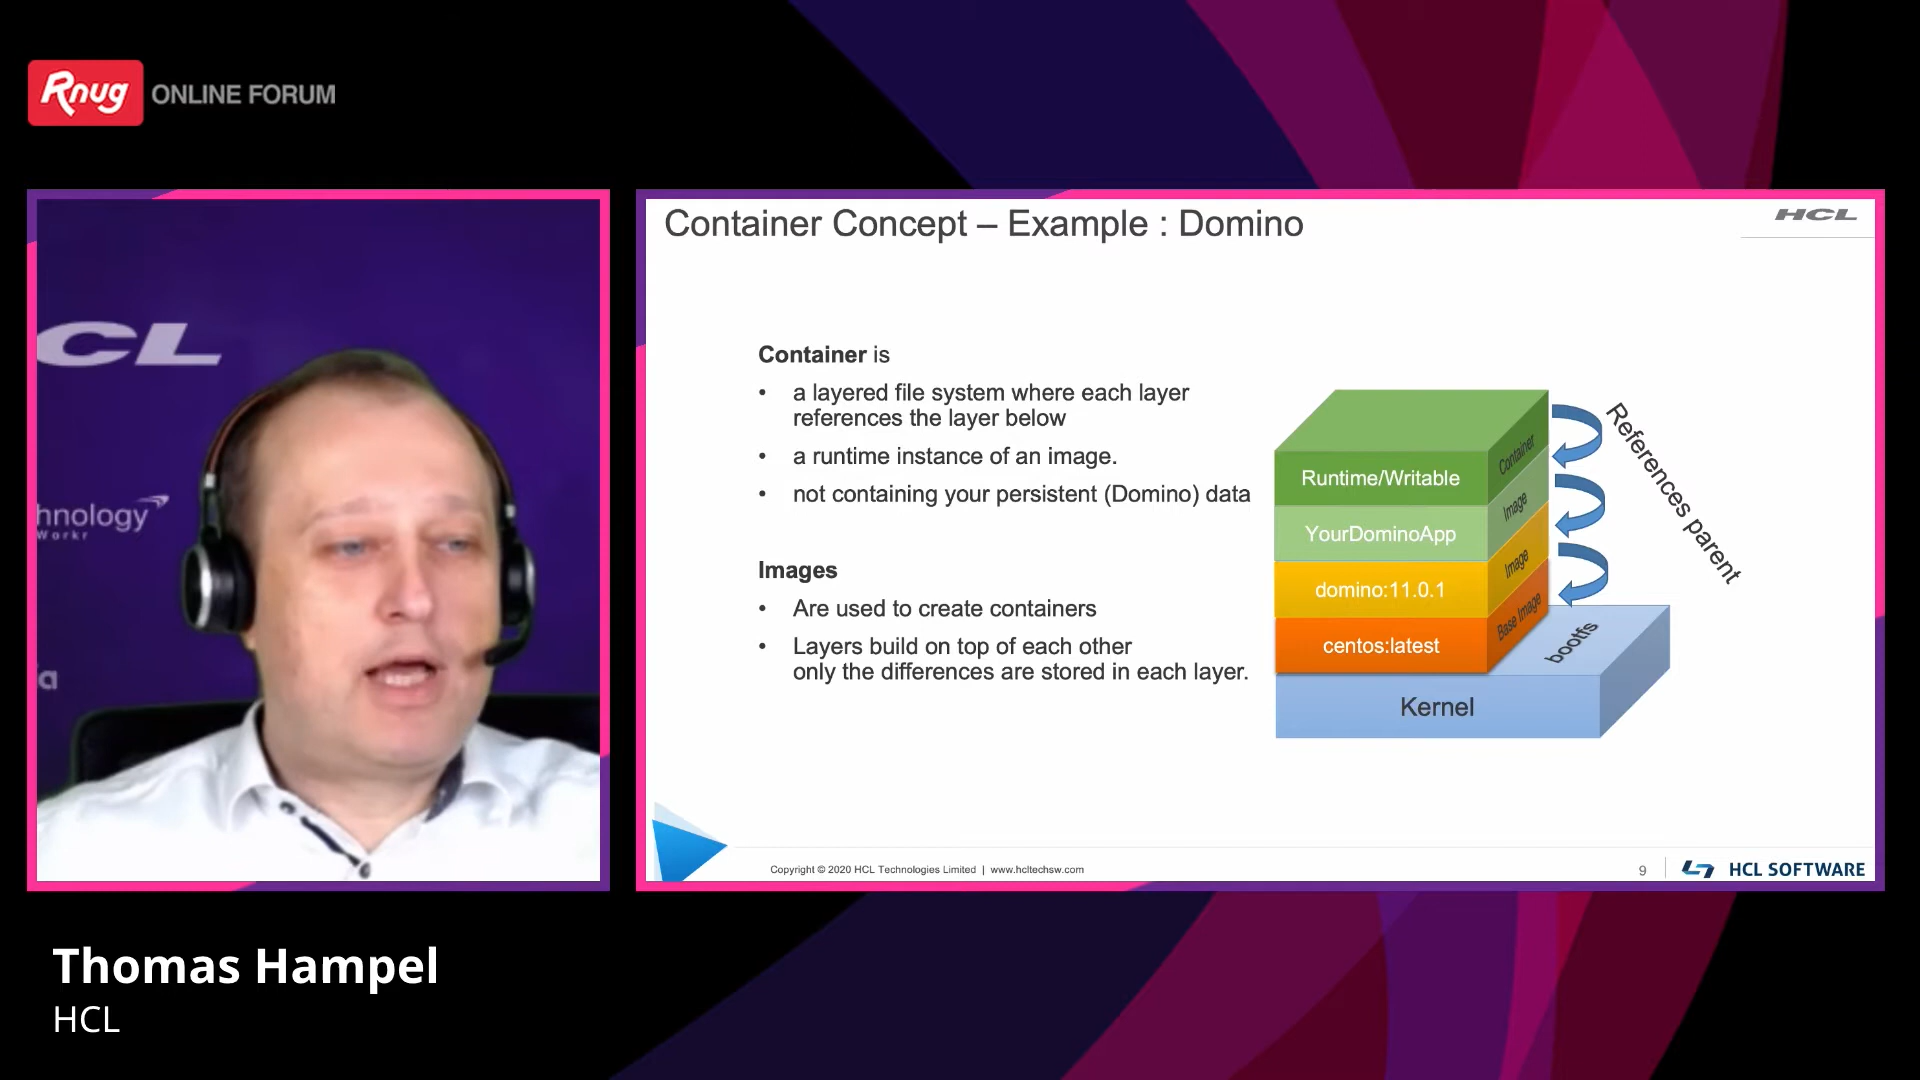 Rnug ONLINE FORUM
CL
hnology
Workr
ia
Container Concept – Example : Domino
HCL
Container is
• a layered file system where each layer
references the layer below
• a runtime instance of an image.
• not containing your persistent (Domino) data
Images
• Are used to create containers
• Layers build on top of each other
only the differences are stored in each layer.
Runtime/Writable
Container
YourDominoApp
Image
domino:11.0.1
Image
centos:latest
Base Image
Kernel
bootfs
References parent
Copyright © 2020 HCL Technologies Limited | www.hcltechsw.com
9
HCL SOFTWARE
Thomas Hampel
HCL